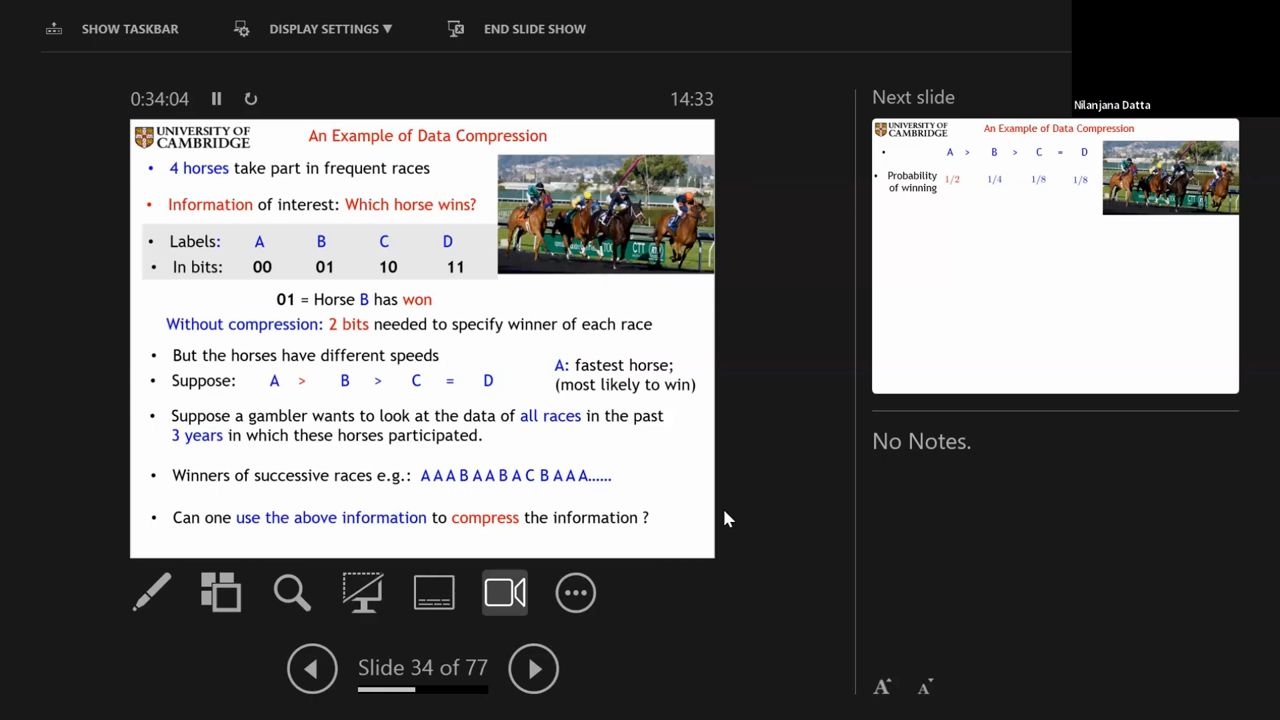 SHOW TASKBAR
DISPLAY SETTINGS ▼
END SLIDE SHOW
0:34:04
14:33
UNIVERSITY OF
CAMBRIDGE
An Example of Data Compression
• 4 horses take part in frequent races
• Information of interest: Which horse wins?
• Labels: A B C D
• In bits: 00 01 10 11
01 = Horse B has won
Without compression: 2 bits needed to specify winner of each race
• But the horses have different speeds
• Suppose: A > B > C = D
A: fastest horse;
(most likely to win)
• Suppose a gambler wants to look at the data of all races in the past
3 years in which these horses participated.
• Winners of successive races e.g.: A A A B A A B A C B A A A......
• Can one use the above information to compress the information ?
Slide 34 of 77
Nilanjana Datta
Next slide
UNIVERSITY OF
CAMBRIDGE
An Example of Data Compression
• A > B > C = D
• Probability
of winning
1/2 1/4 1/8 1/8
No Notes.
A A